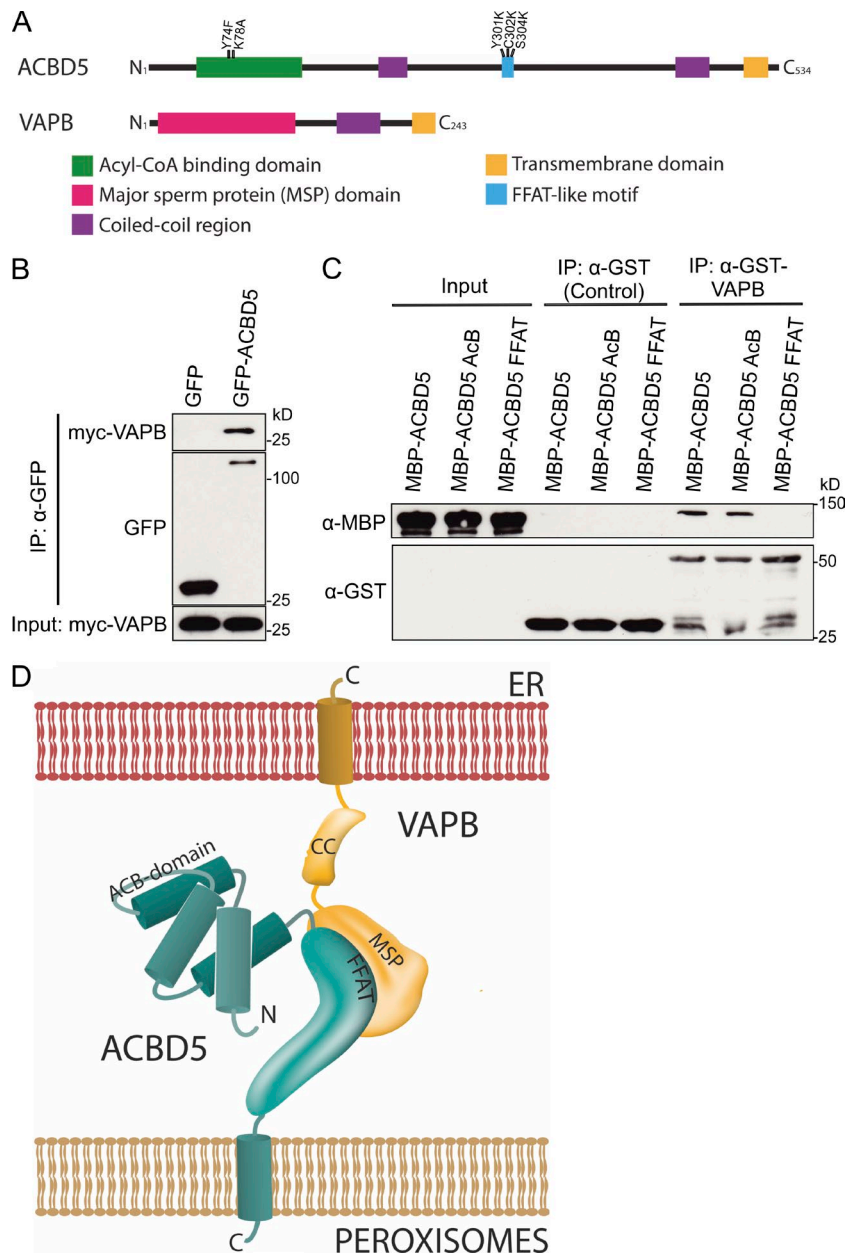 A
Y74F
K78A
Y301K
C302K
S304K
ACBD5
N1
C534
VAPB
N1
C243
Acyl-CoA binding domain
Major sperm protein (MSP) domain
Coiled-coil region
Transmembrane domain
FFAT-like motif
B
GFP
GFP-ACBD5
kD
IP: α-GFP
myc-VAPB
-25
GFP
-100
-25
Input: myc-VAPB
-25
C
Input
IP: α-GST
(Control)
IP: α-GST-
VAPB
MBP-ACBD5
MBP-ACBD5 AcB
MBP-ACBD5 FFAT
MBP-ACBD5
MBP-ACBD5 AcB
MBP-ACBD5 FFAT
MBP-ACBD5
MBP-ACBD5 AcB
MBP-ACBD5 FFAT
kD
α-MBP
-150
α-GST
-50
-25
D
C
ER
VAPB
CC
ACB-domain
MSP
FFAT
N
ACBD5
C
PEROXISOMES